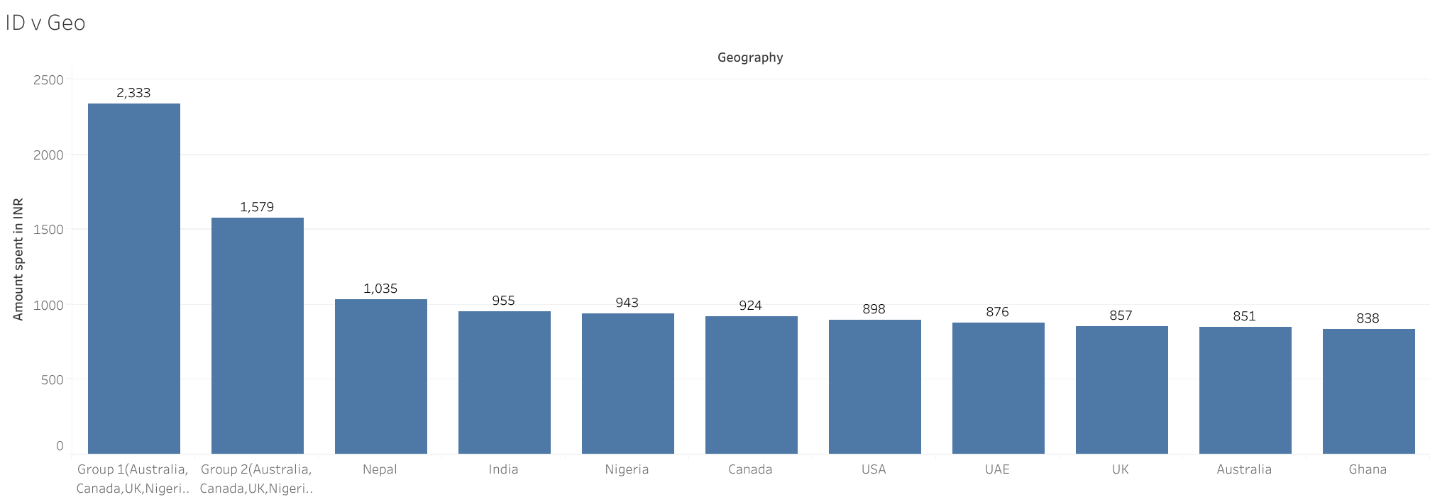 ID v Geo
Geography
Amount spent in INR
2500
2000
1500
1000
500
0
2,333
1,579
1,035
955
943
924
898
876
857
851
838
Group 1(Australia,
Canada,UK,Nigeri..
Group 2(Australia,
Canada,UK,Nigeri..
Nepal
India
Nigeria
Canada
USA
UAE
UK
Australia
Ghana